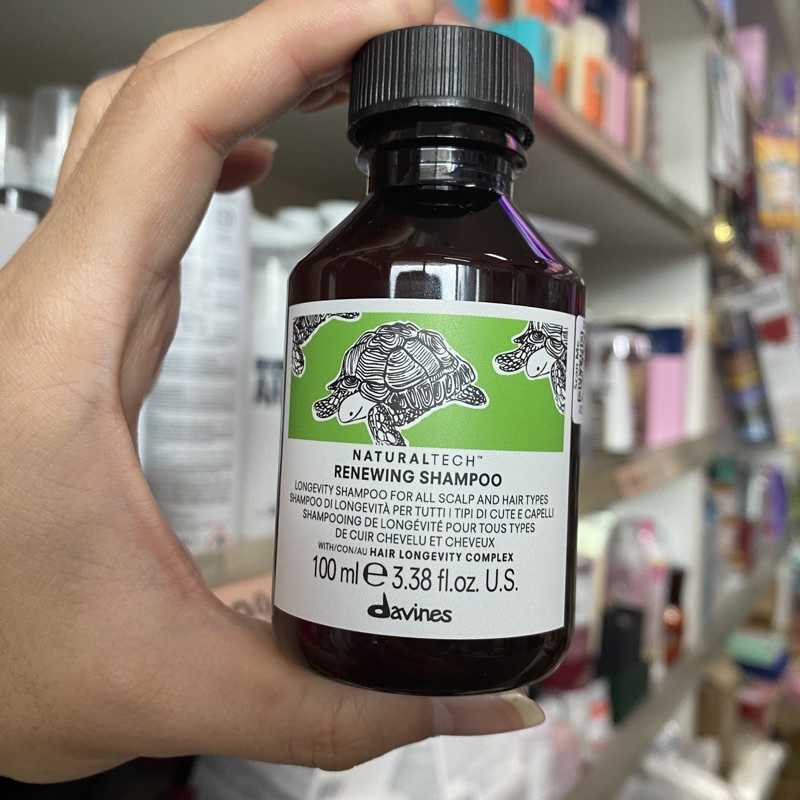 NATURALTECH™
RENEWING SHAMPOO
LONGEVITY SHAMPOO FOR ALL SCALP AND HAIR TYPES
SHAMPOO DI LONGEVITÀ PER TUTTI I TIPI DI CUTE E CAPELLI
SHAMPOOING DE LONGÉVITÉ POUR TOUS TYPES
DE CUIR CHEVELU ET CHEVEUX
WITH/CON/AU HAIR LONGEVITY COMPLEX
100 ml e 3.38 fl.oz. U.S.
davines